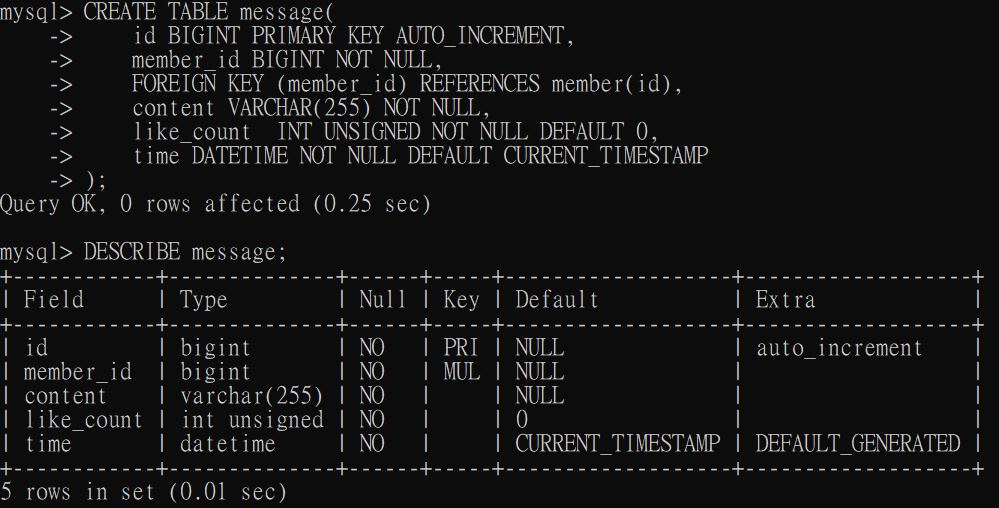 mysql> CREATE TABLE message(
    ->     id BIGINT PRIMARY KEY AUTO_INCREMENT,
    ->     member_id BIGINT NOT NULL,
    ->     FOREIGN KEY (member_id) REFERENCES member(id),
    ->     content VARCHAR(255) NOT NULL,
    ->     like_count  INT UNSIGNED NOT NULL DEFAULT 0,
    ->     time DATETIME NOT NULL DEFAULT CURRENT_TIMESTAMP
    -> );
Query OK, 0 rows affected (0.25 sec)

mysql> DESCRIBE message;
+------------+--------------+------+-----+-------------------+-------------------+
| Field      | Type         | Null | Key | Default           | Extra             |
+------------+--------------+------+-----+-------------------+-------------------+
| id         | bigint       | NO   | PRI | NULL              | auto_increment    |
| member_id  | bigint       | NO   | MUL | NULL              |                   |
| content    | varchar(255) | NO   |     | NULL              |                   |
| like_count | int unsigned | NO   |     | 0                 |                   |
| time       | datetime     | NO   |     | CURRENT_TIMESTAMP | DEFAULT_GENERATED |
+------------+--------------+------+-----+-------------------+-------------------+
5 rows in set (0.01 sec)